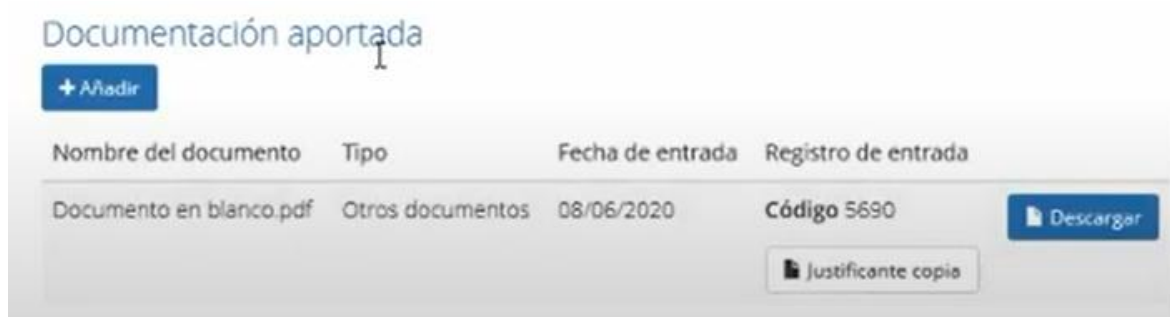 Documentación aportada
+ Añadir
Nombre del documento Tipo Fecha de entrada Registro de entrada
Documento en blanco.pdf Otros documentos 08/06/2020 Código 5690 Descargar
Justificante copia